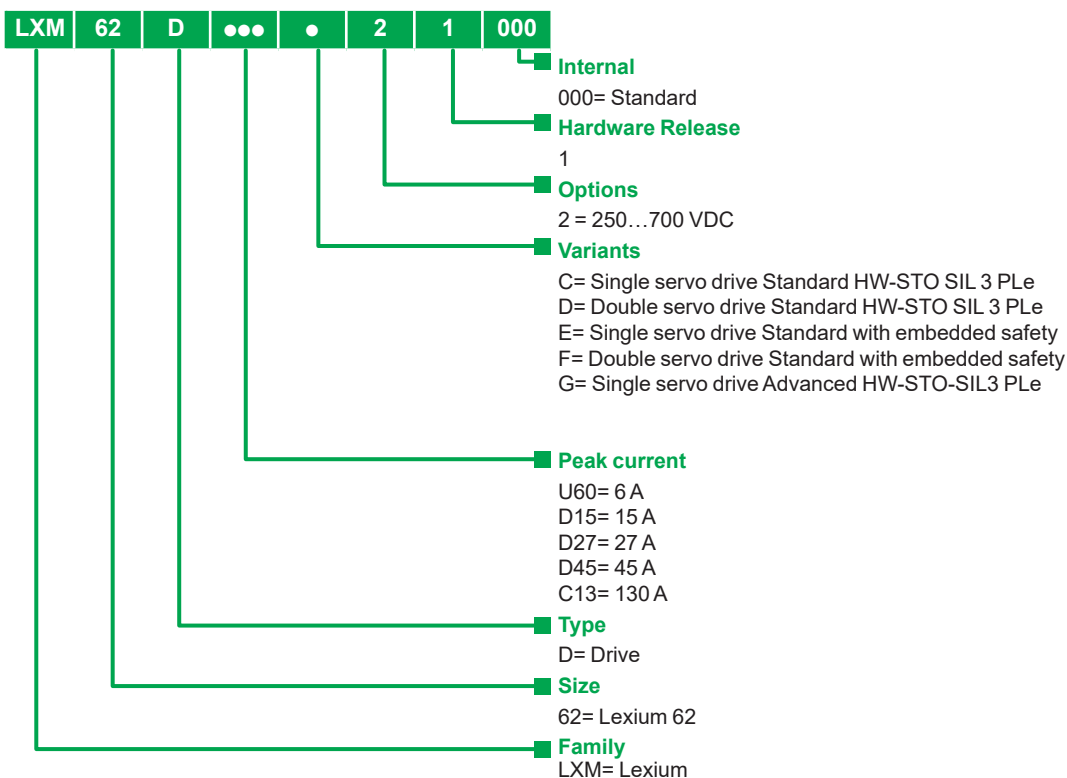 LXM 62 D ●●● ● 2 1 000
Internal
000= Standard
Hardware Release
1
Options
2 = 250…700 VDC
Variants
C= Single servo drive Standard HW-STO SIL 3 PLe
D= Double servo drive Standard HW-STO SIL 3 PLe
E= Single servo drive Standard with embedded safety
F= Double servo drive Standard with embedded safety
G= Single servo drive Advanced HW-STO-SIL3 PLe
Peak current
U60= 6 A
D15= 15 A
D27= 27 A
D45= 45 A
C13= 130 A
Type
D= Drive
Size
62= Lexium 62
Family
LXM= Lexium